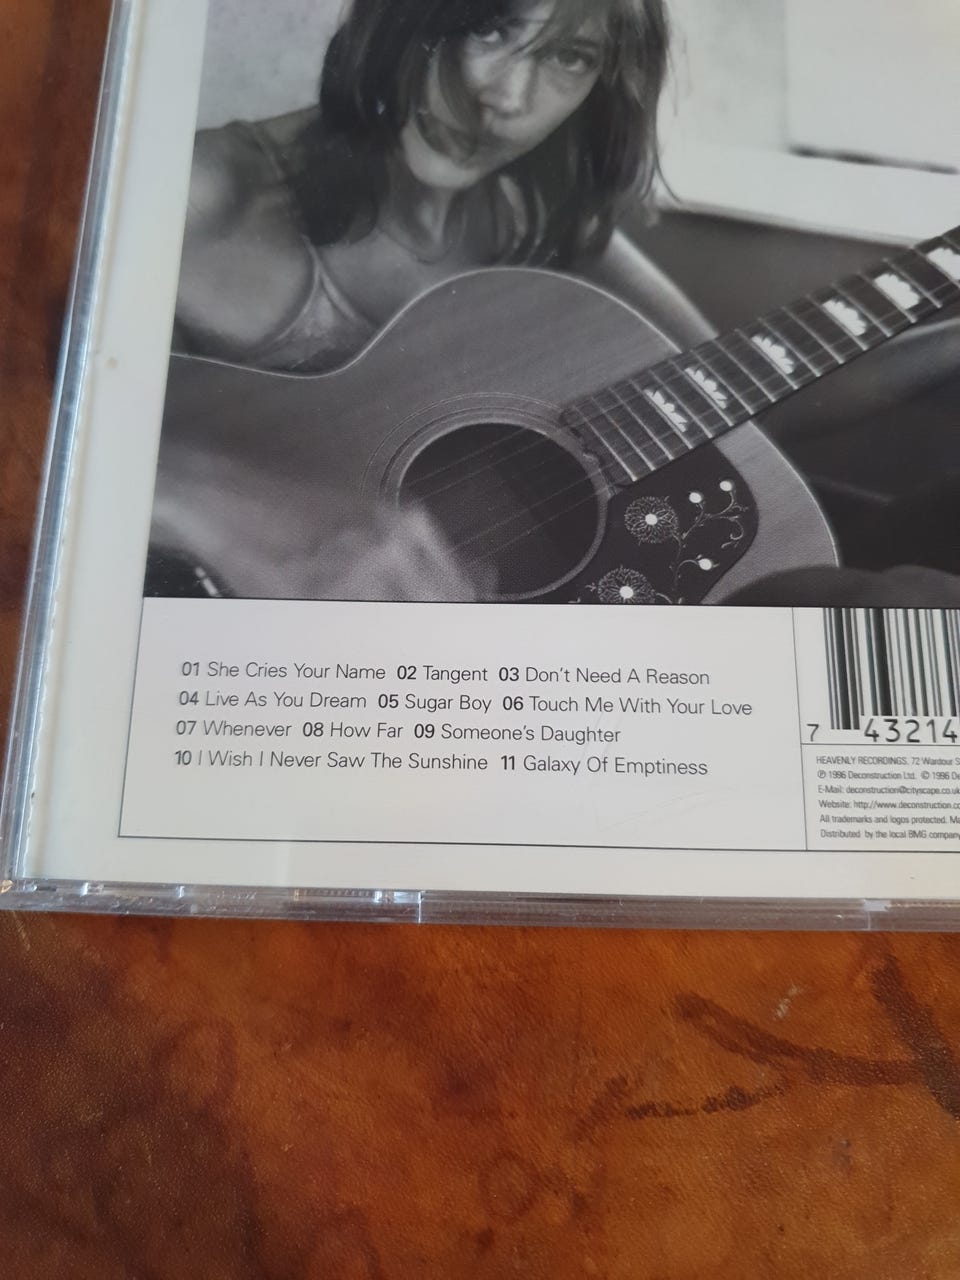 01 She Cries Your Name 02 Tangent 03 Don't Need A Reason
04 Live As You Dream 05 Sugar Boy 06 Touch Me With Your Love
07 Whenever 08 How Far 09 Someone's Daughter
10 I Wish I Never Saw The Sunshine 11 Galaxy Of Emptiness
7 43214
HEAVENLY RECORDINGS. 72 Wardour
℗ 1996 Deconstruction Ltd. © 1996
E-Mail: deconstruction@cityscape.co.uk
Website: http://www.deconstruction.co
All trademarks and logos protected.
Distributed by the local BMG company